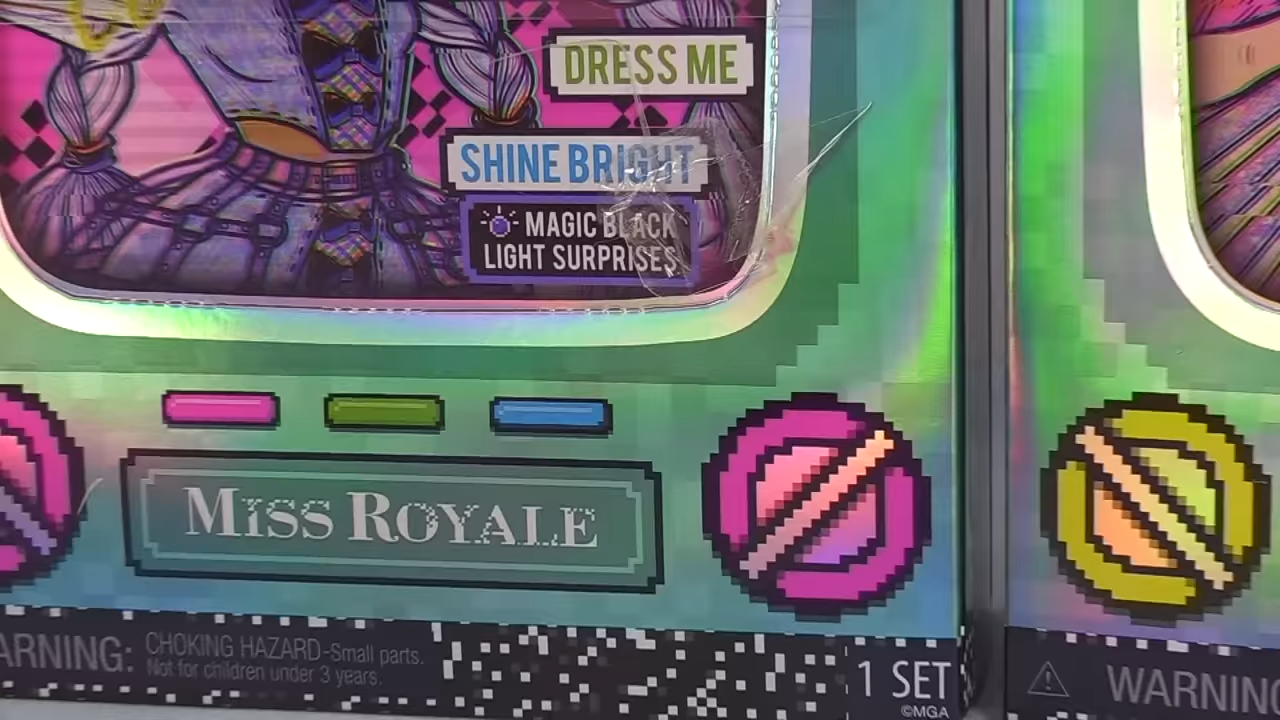 DRESS ME
SHINE BRIGHT
MAGIC BLACK
LIGHT SURPRISES
MISS ROYALE
ARNING:
CHOKING HAZARD-Small parts.
Not for children under 3 years.
1 SET
©MGA
WARNING